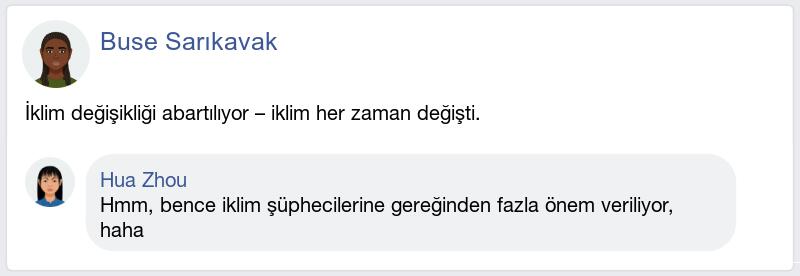 Buse Sarıkavak
İklim değişikliği abartılıyor – iklim her zaman değişti.
Hua Zhou
Hmm, bence iklim şüphecilerine gereğinden fazla önem veriliyor,
haha